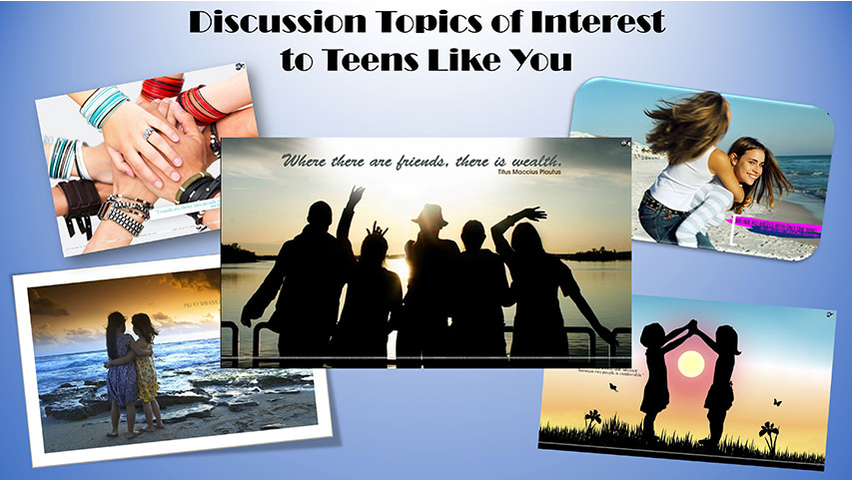 Discussion Topics of Interest
to Teens Like You
Where there are friends, there is wealth.
Titus Maccius Plautus